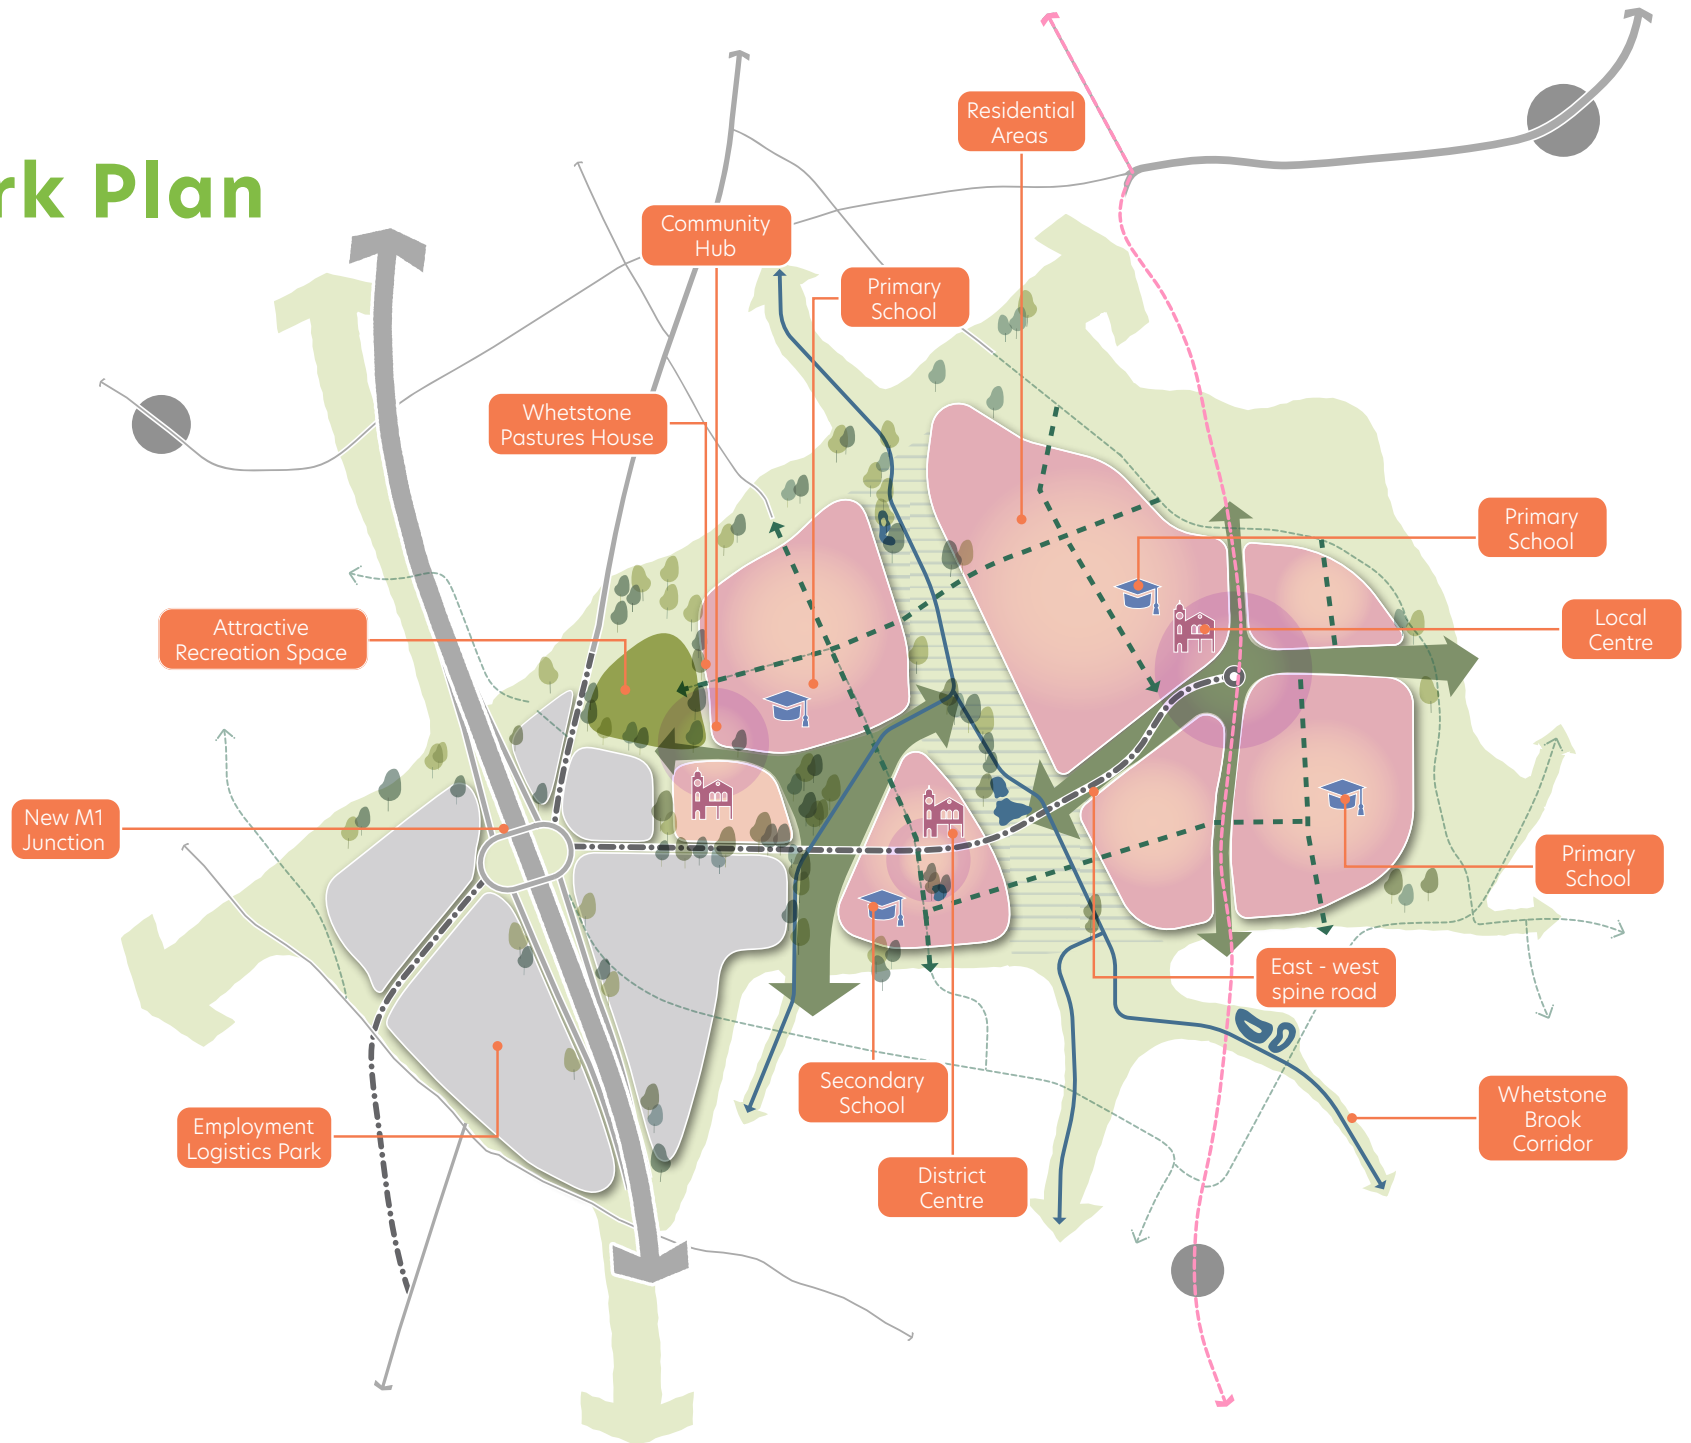 rk Plan
Residential
Areas
Community
Hub
Primary
School
Whetstone
Pastures House
Primary
School
Attractive
Recreation Space
Local
Centre
New M1
Junction
Primary
School
East - west
spine road
Secondary
School
Whetstone
Brook
Corridor
Employment
Logistics Park
District
Centre